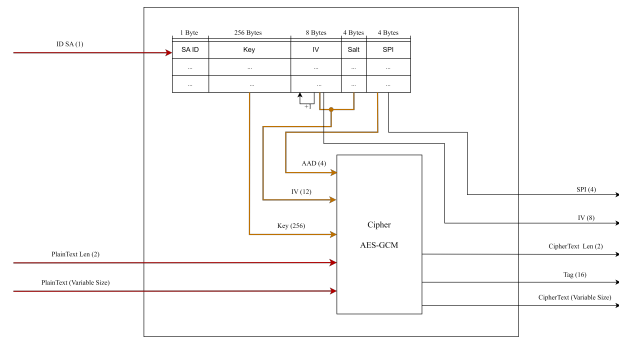 1 Byte 256 Bytes 8 Bytes 4 Bytes 4 Bytes
ID SA (1)
SA ID Key IV Salt SPI
... ... ... ... ...
... ... ... ... ...
+1
AAD (4)
IV (12)
Key (256)
Cipher
AES-GCM
SPI (4)
IV (8)
PlainText Len (2)
CipherText Len (2)
Tag (16)
PlainText (Variable Size)
CipherText (Variable Size)